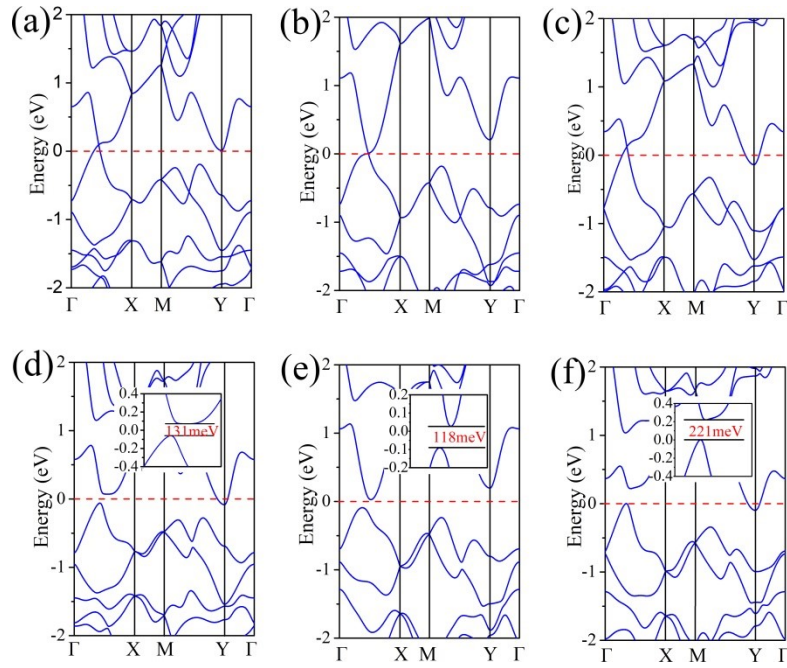 (a)
Energy (eV)
2
1
0
-1
-2
Γ X M Y Γ
(b)
Energy (eV)
2
1
0
-1
-2
Γ X M Y Γ
(c)
Energy (eV)
2
1
0
-1
-2
Γ X M Y Γ
(d)
Energy (eV)
2
1
0
-1
-2
0.4
0.2
0.0
-0.2
-0.4
131meV
Γ X M Y Γ
(e)
Energy (eV)
2
1
0
-1
-2
0.2
0.1
0.0
-0.1
-0.2
118meV
Γ X M Y Γ
(f)
Energy (eV)
2
1
0
-1
-2
0.4
0.2
0.0
-0.2
-0.4
221meV
Γ X M Y Γ